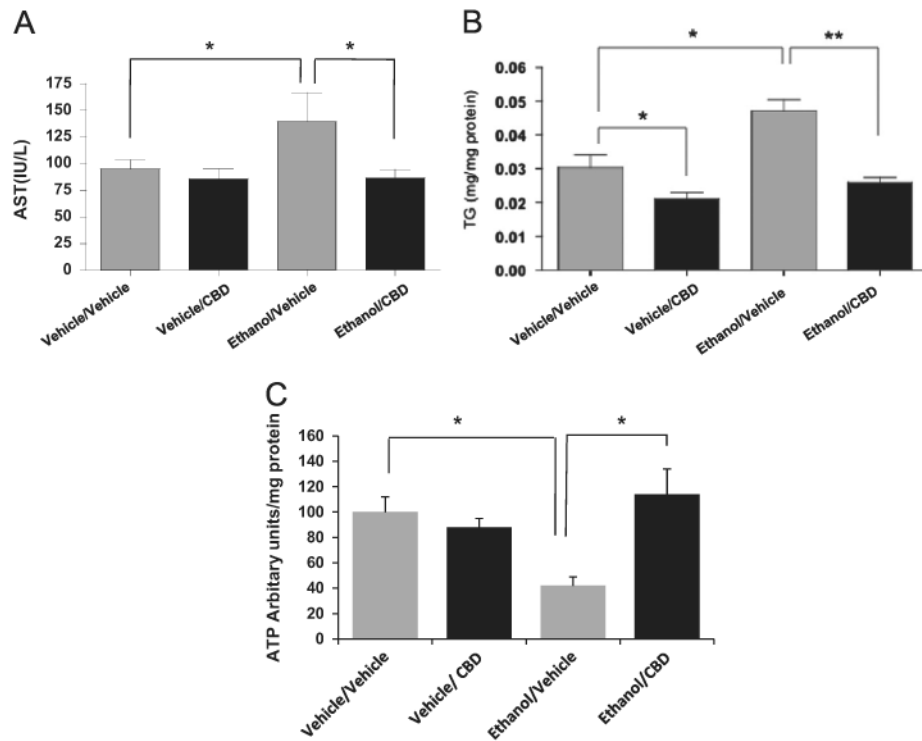 A
*
*
AST(IU/L)
175
150
125
100
75
50
25
0
Vehicle/Vehicle
Vehicle/CBD
Ethanol/Vehicle
Ethanol/CBD
B
*
**
*
TG (mg/mg protein)
0.06
0.05
0.04
0.03
0.02
0.01
0.00
Vehicle/Vehicle
Vehicle/CBD
Ethanol/Vehicle
Ethanol/CBD
C
*
*
ATP Arbitary units/mg protein
160
140
120
100
80
60
40
20
0
Vehicle/Vehicle
Vehicle/ CBD
Ethanol/Vehicle
Ethanol/CBD